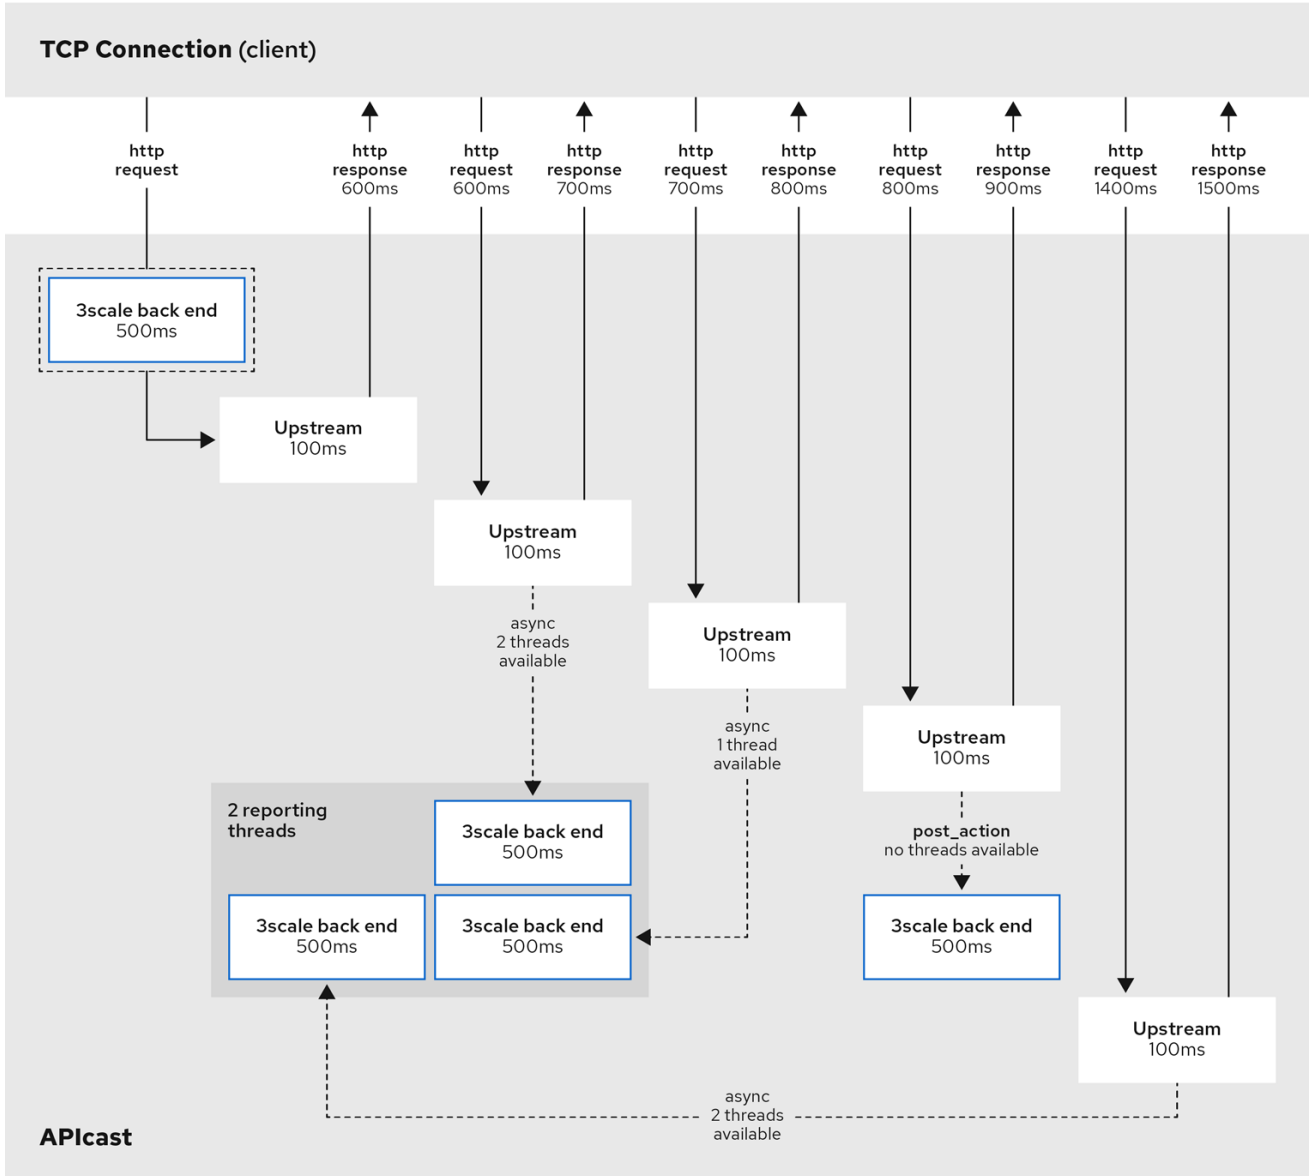 TCP Connection (client)
http
request
http
response
600ms
http
request
600ms
http
response
700ms
http
request
700ms
http
response
800ms
http
request
800ms
http
response
900ms
http
request
1400ms
http
response
1500ms
3scale back end
500ms
Upstream
100ms
Upstream
100ms
async
2 threads
available
Upstream
100ms
async
1 thread
available
Upstream
100ms
post_action
no threads available
2 reporting
threads
3scale back end
500ms
3scale back end
500ms
3scale back end
500ms
3scale back end
500ms
Upstream
100ms
async
2 threads
available
APIcast